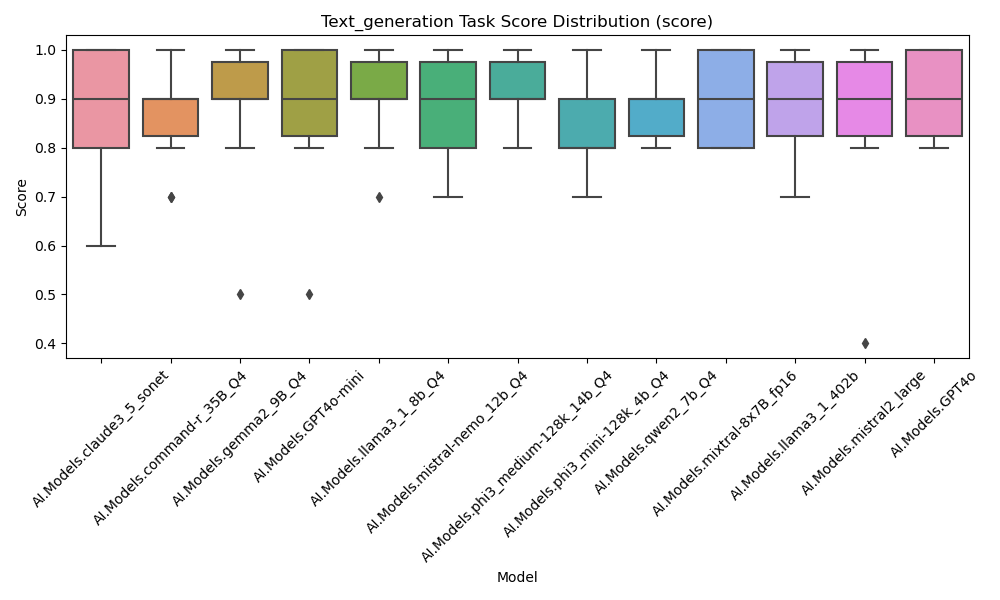 Text_generation Task Score Distribution (score)
Score
1.0
0.9
0.8
0.7
0.6
0.5
0.4
AI.Models.claude3_5_sonet
AI.Models.command-r_35B_Q4
AI.Models.gemma2_9B_Q4
AI.Models.GPT4o-mini
AI.Models.llama3_1_8b_Q4
AI.Models.mistral-nemo_12b_Q4
AI.Models.phi3_medium-128k_14b_Q4
AI.Models.phi3_mini-128k_4b_Q4
AI.Models.qwen2_7b_Q4
AI.Models.mixtral-8x7B_fp16
AI.Models.llama3_1_402b
AI.Models.mistral2_large
AI.Models.GPT4o
Model